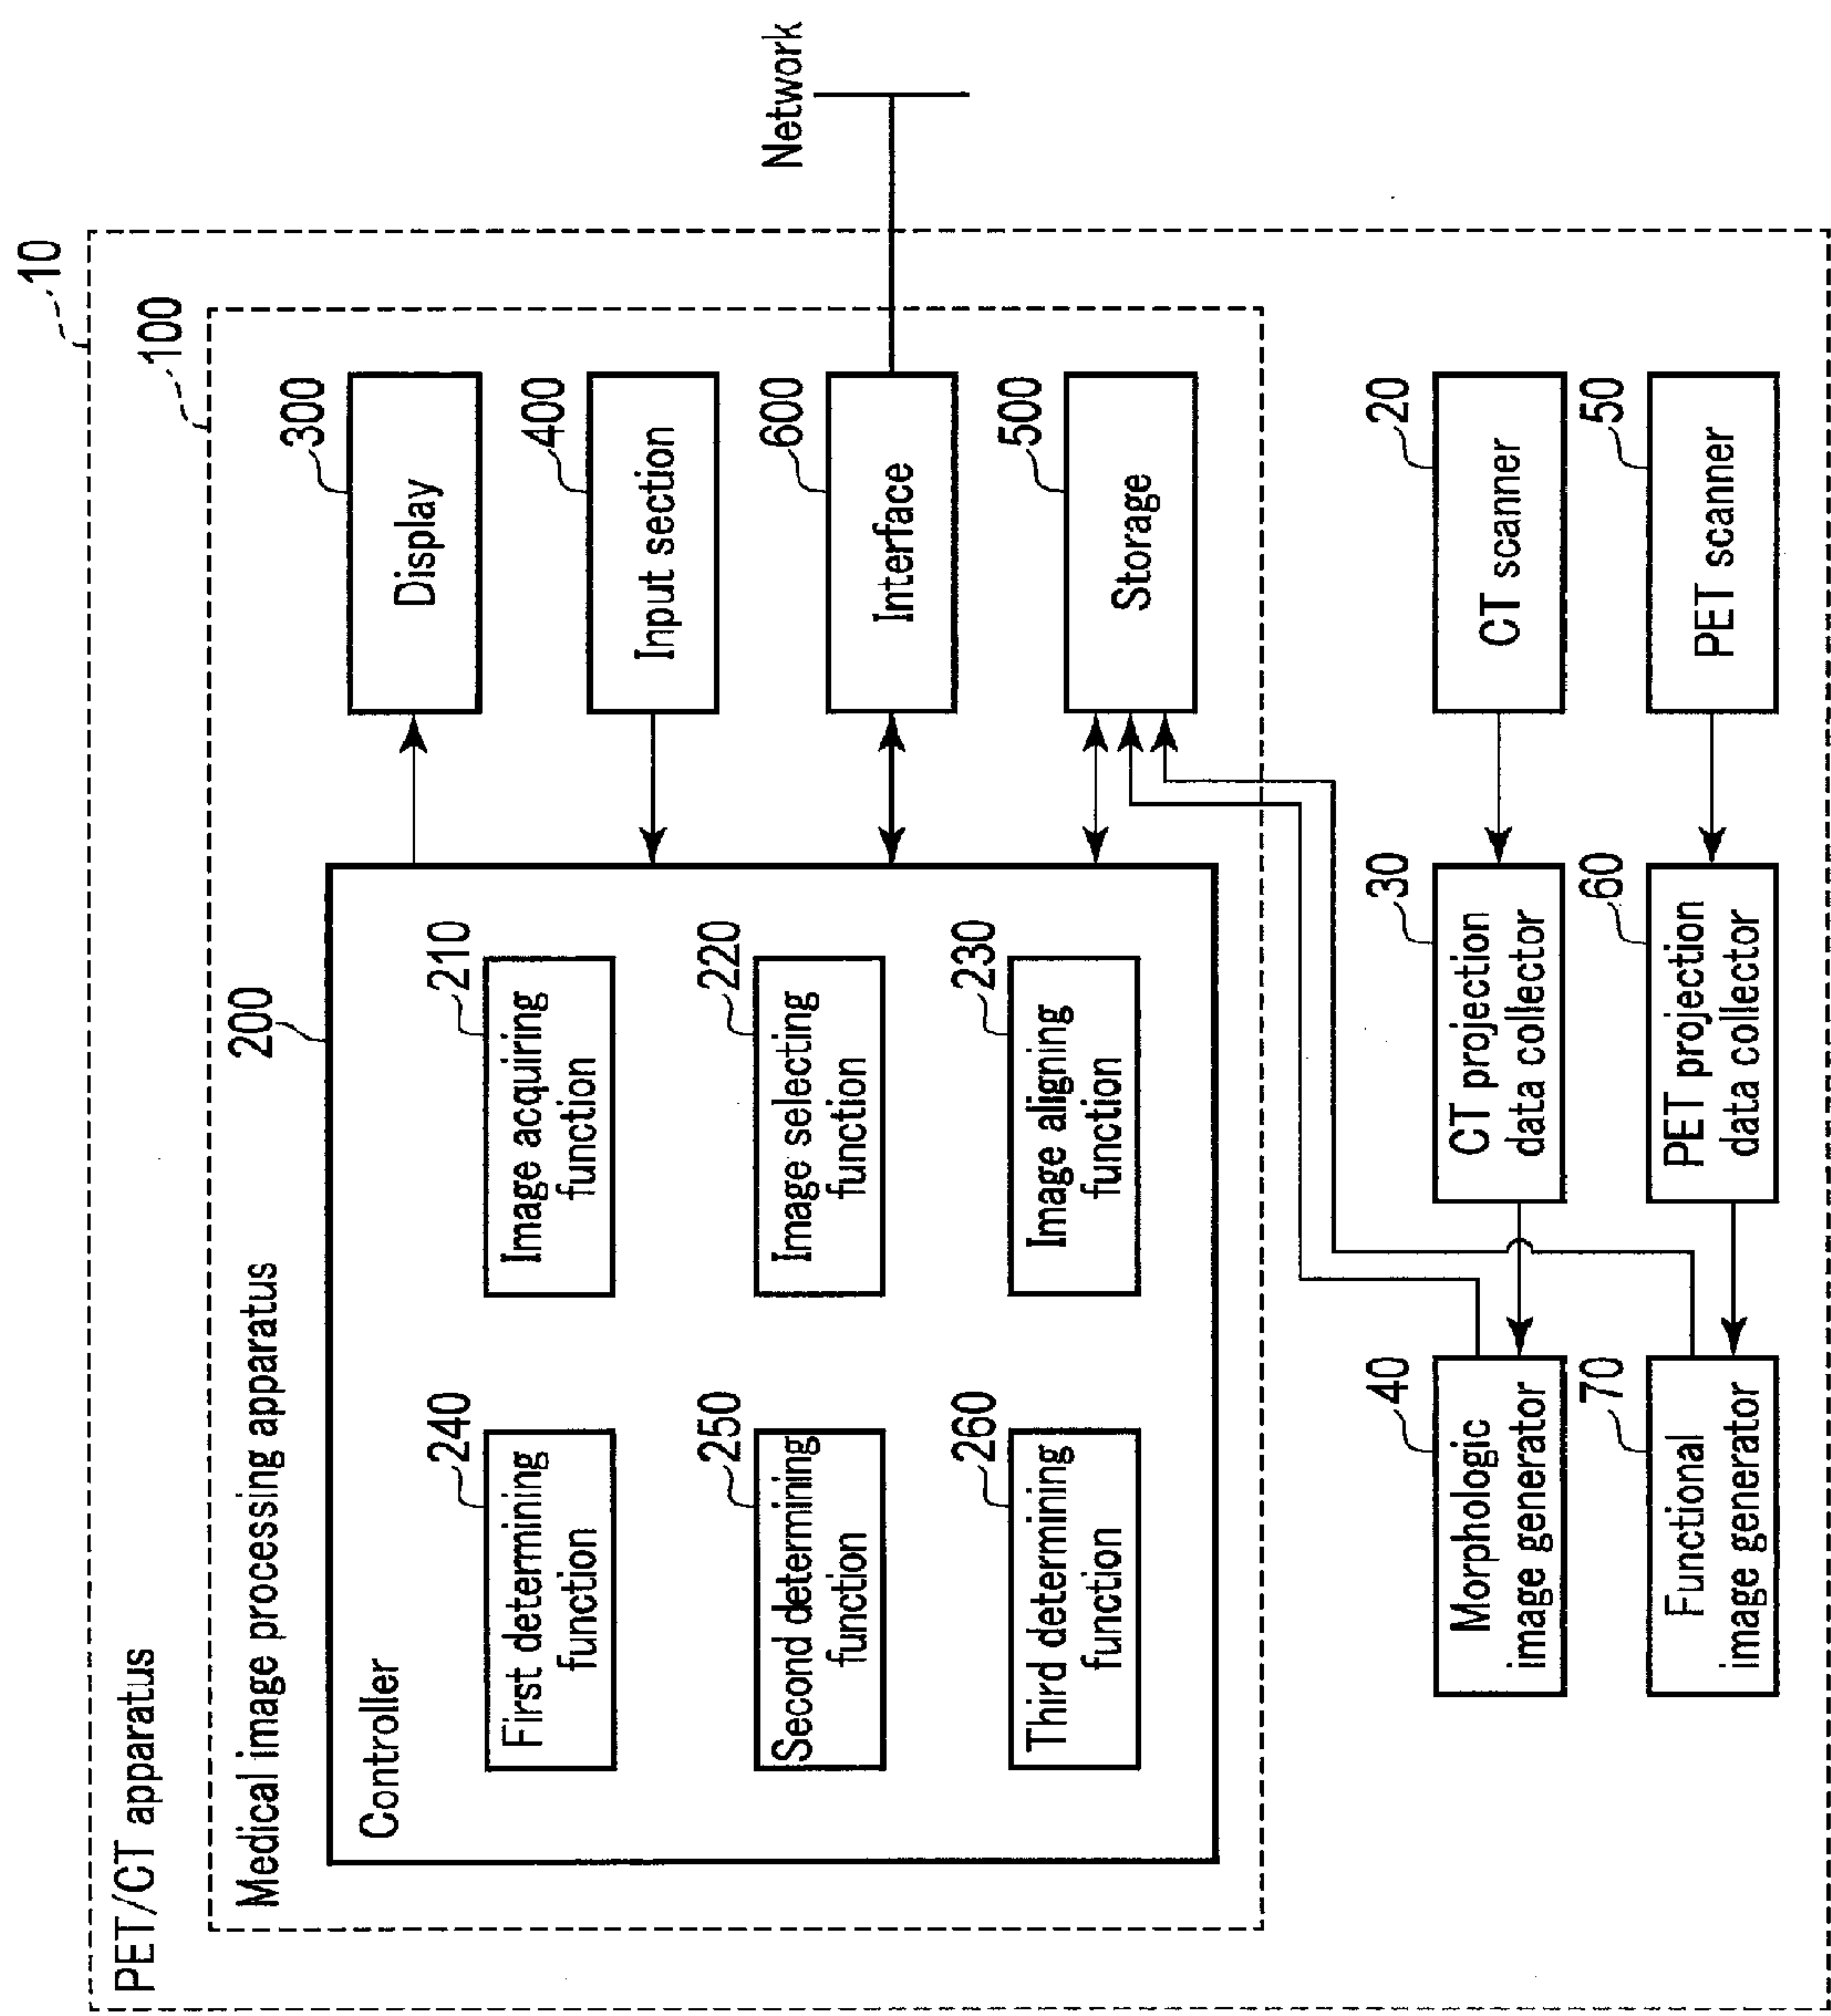 10
PET/CT apparatus
100
Medical image processing apparatus
200
Controller
240
First determining
function
210
Image acquiring
function
250
Second determining
function
220
Image selecting
function
260
Third determining
function
230
Image aligning
function
300
Display
400
Input section
600
Interface
Network
500
Storage
40
Morphologic
image generator
30
CT projection
data collector
20
CT scanner
70
Functional
image generator
60
PET projection
data collector
50
PET scanner